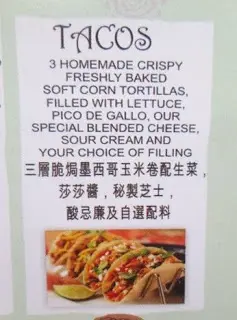 TACOS
3 HOMEMADE CRISPY
FRESHLY BAKED
SOFT CORN TORTILLAS,
FILLED WITH LETTUCE,
PICO DE GALLO, OUR
SPECIAL BLENDED CHEESE,
SOUR CREAM AND
YOUR CHOICE OF FILLING
三層脆焗墨西哥玉米卷配生菜，
莎莎醬，秘製芝士，
酸忌廉及自選配料